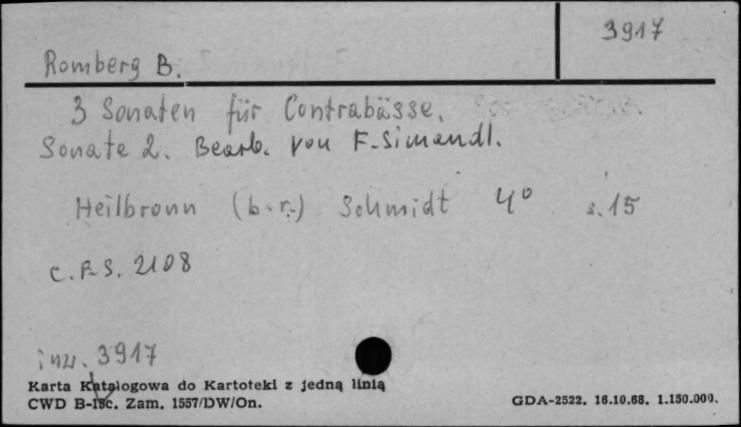 3917
Romberg B.
3 Sonaten für Contrabässe.
Sonate 2. Bearb. von F. Simandl.
Heilbronn (b.r.) Schmidt 4° s. 15
C.F.S. 2108
inw. 3917
Karta Katalogowa do Kartoteki z jedną linią
CWD B-Isc. Zam. 1557/DW/On.
GDA-2522. 16.10.68. 1.150.000.